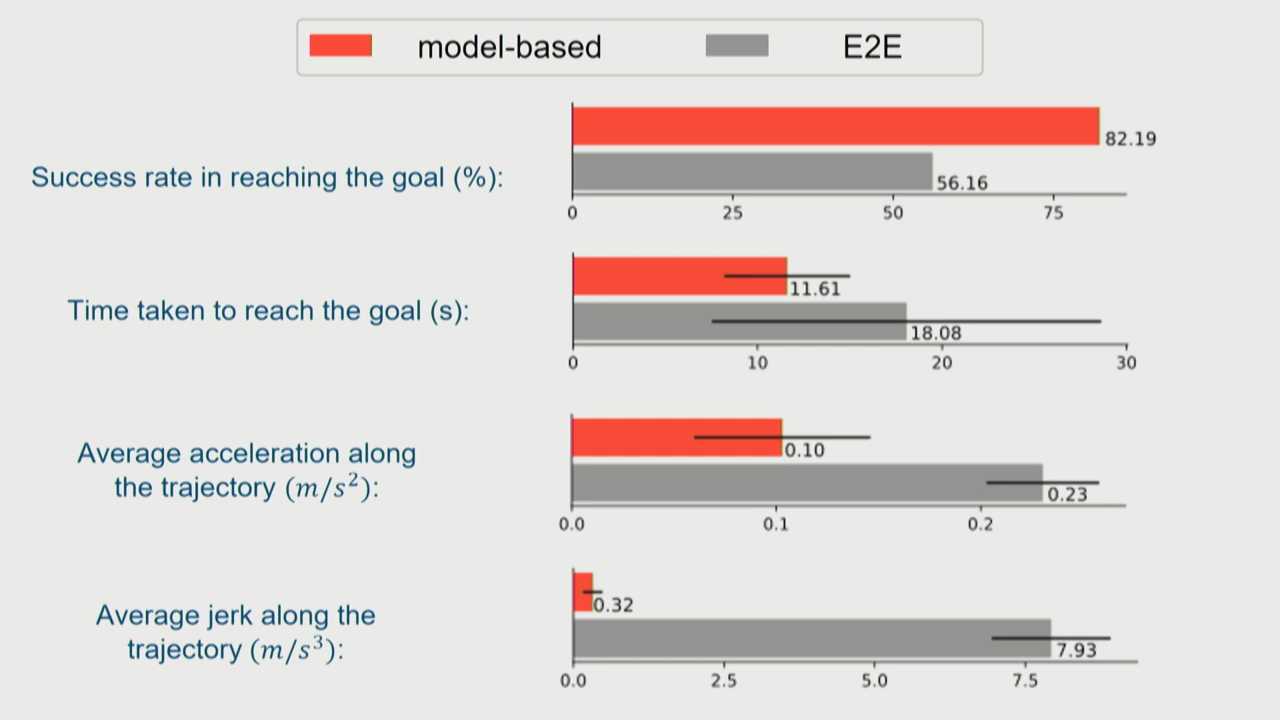 model-based E2E
Success rate in reaching the goal (%):
82.19
56.16
0 25 50 75
Time taken to reach the goal (s):
11.61
18.08
0 10 20 30
Average acceleration along
the trajectory (m/s²):
0.10
0.23
0.0 0.1 0.2
Average jerk along the
trajectory (m/s³):
0.32
7.93
0.0 2.5 5.0 7.5